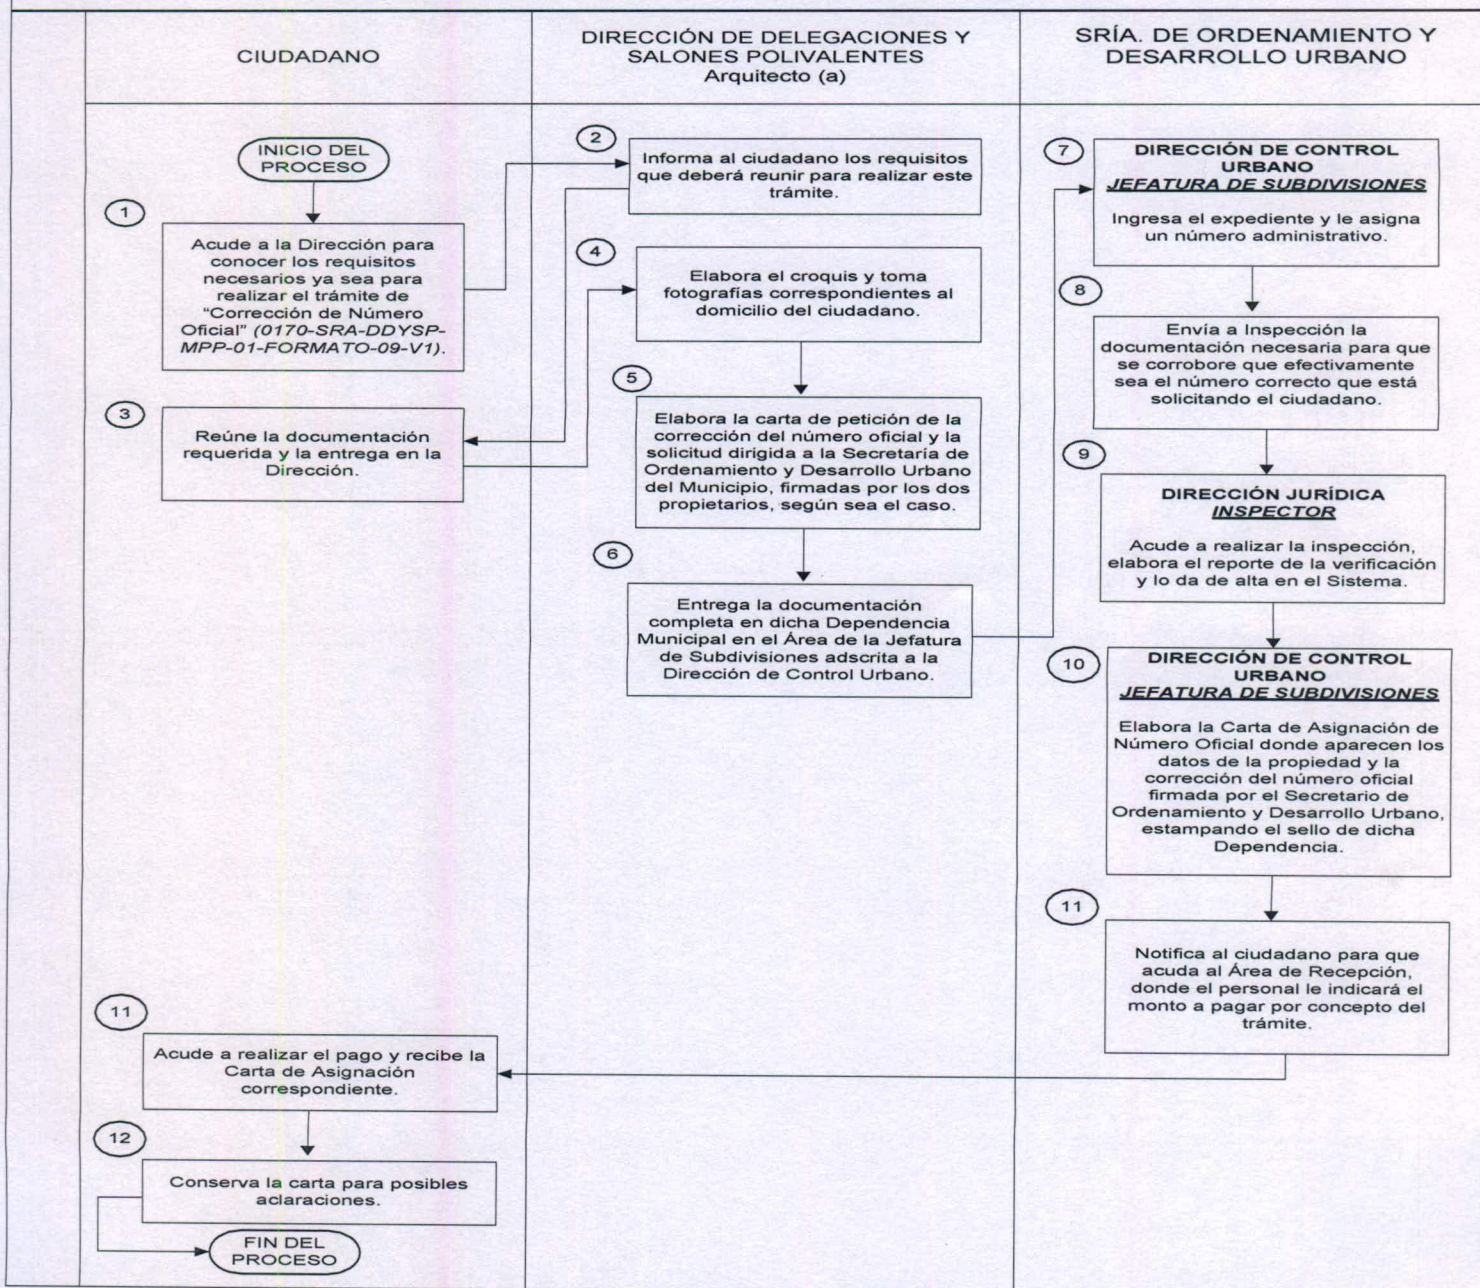 CIUDADANO
DIRECCIÓN DE DELEGACIONES Y
SALONES POLIVALENTES
Arquitecto (a)
SRÍA. DE ORDENAMIENTO Y
DESARROLLO URBANO
INICIO DEL
PROCESO
1
Acude a la Dirección para
conocer los requisitos
necesarios ya sea para
realizar el trámite de
“Corrección de Número
Oficial” (0170-SRA-DDYSP-
MPP-01-FORMATO-09-V1).
2
Informa al ciudadano los requisitos
que deberá reunir para realizar este
trámite.
3
Reúne la documentación
requerida y la entrega en la
Dirección.
4
Elabora el croquis y toma
fotografías correspondientes al
domicilio del ciudadano.
5
Elabora la carta de petición de la
corrección del número oficial y la
solicitud dirigida a la Secretaría de
Ordenamiento y Desarrollo Urbano
del Municipio, firmadas por los dos
propietarios, según sea el caso.
6
Entrega la documentación
completa en dicha Dependencia
Municipal en el Área de la Jefatura
de Subdivisiones adscrita a la
Dirección de Control Urbano.
7
DIRECCIÓN DE CONTROL
URBANO
JEFATURA DE SUBDIVISIONES
Ingresa el expediente y le asigna
un número administrativo.
8
Envía a Inspección la
documentación necesaria para que
se corrobore que efectivamente
sea el número correcto que está
solicitando el ciudadano.
9
DIRECCIÓN JURÍDICA
INSPECTOR
Acude a realizar la inspección,
elabora el reporte de la verificación
y lo da de alta en el Sistema.
10
DIRECCIÓN DE CONTROL
URBANO
JEFATURA DE SUBDIVISIONES
Elabora la Carta de Asignación de
Número Oficial donde aparecen los
datos de la propiedad y la
corrección del número oficial
firmada por el Secretario de
Ordenamiento y Desarrollo Urbano,
estampando el sello de dicha
Dependencia.
11
Notifica al ciudadano para que
acuda al Área de Recepción,
donde el personal le indicará el
monto a pagar por concepto del
trámite.
11
Acude a realizar el pago y recibe la
Carta de Asignación
correspondiente.
12
Conserva la carta para posibles
aclaraciones.
FIN DEL
PROCESO